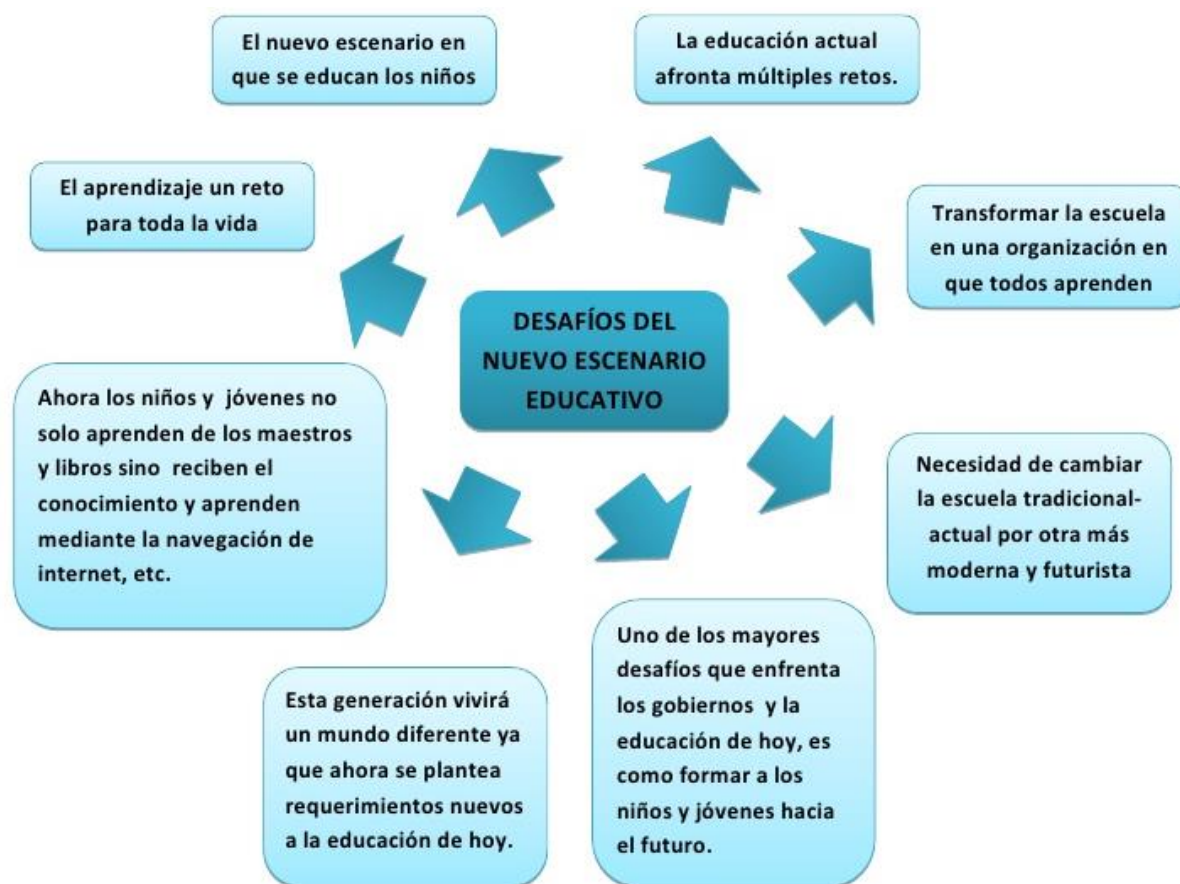 El nuevo escenario en
que se educan los niños
La educación actual
afronta múltiples retos.
El aprendizaje un reto
para toda la vida
Transformar la escuela
en una organización en
que todos aprenden
DESAFÍOS DEL
NUEVO ESCENARIO
EDUCATIVO
Ahora los niños y jóvenes no
solo aprenden de los maestros
y libros sino reciben el
conocimiento y aprenden
mediante la navegación de
internet, etc.
Necesidad de cambiar
la escuela tradicional-
actual por otra más
moderna y futurista
Esta generación vivirá
un mundo diferente ya
que ahora se plantea
requerimientos nuevos
a la educación de hoy.
Uno de los mayores
desafíos que enfrenta
los gobiernos y la
educación de hoy, es
como formar a los
niños y jóvenes hacia
el futuro.